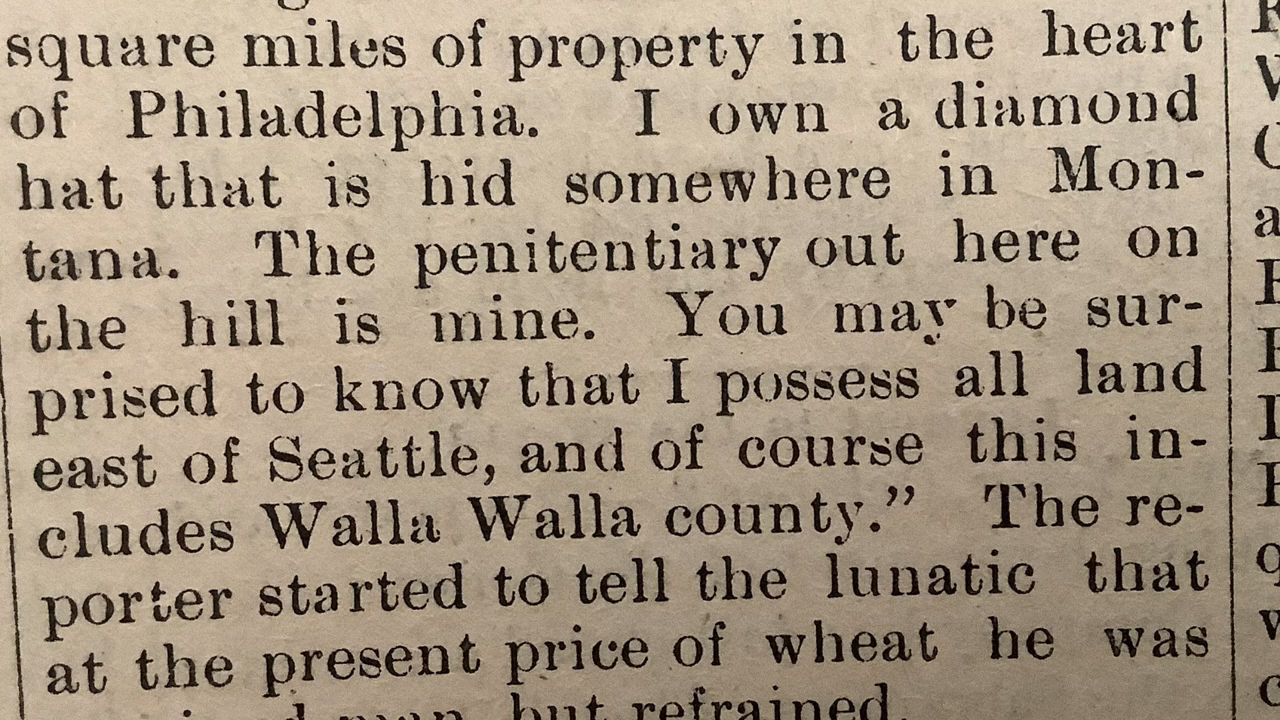 square miles of property in the heart
of Philadelphia. I own a diamond
hat that is hid somewhere in Mon-
tana. The penitentiary out here on
the hill is mine. You may be sur-
prised to know that I possess all land
east of Seattle, and of course this in-
cludes Walla Walla county.” The re-
porter started to tell the lunatic that
at the present price of wheat he was
man, but refrained.